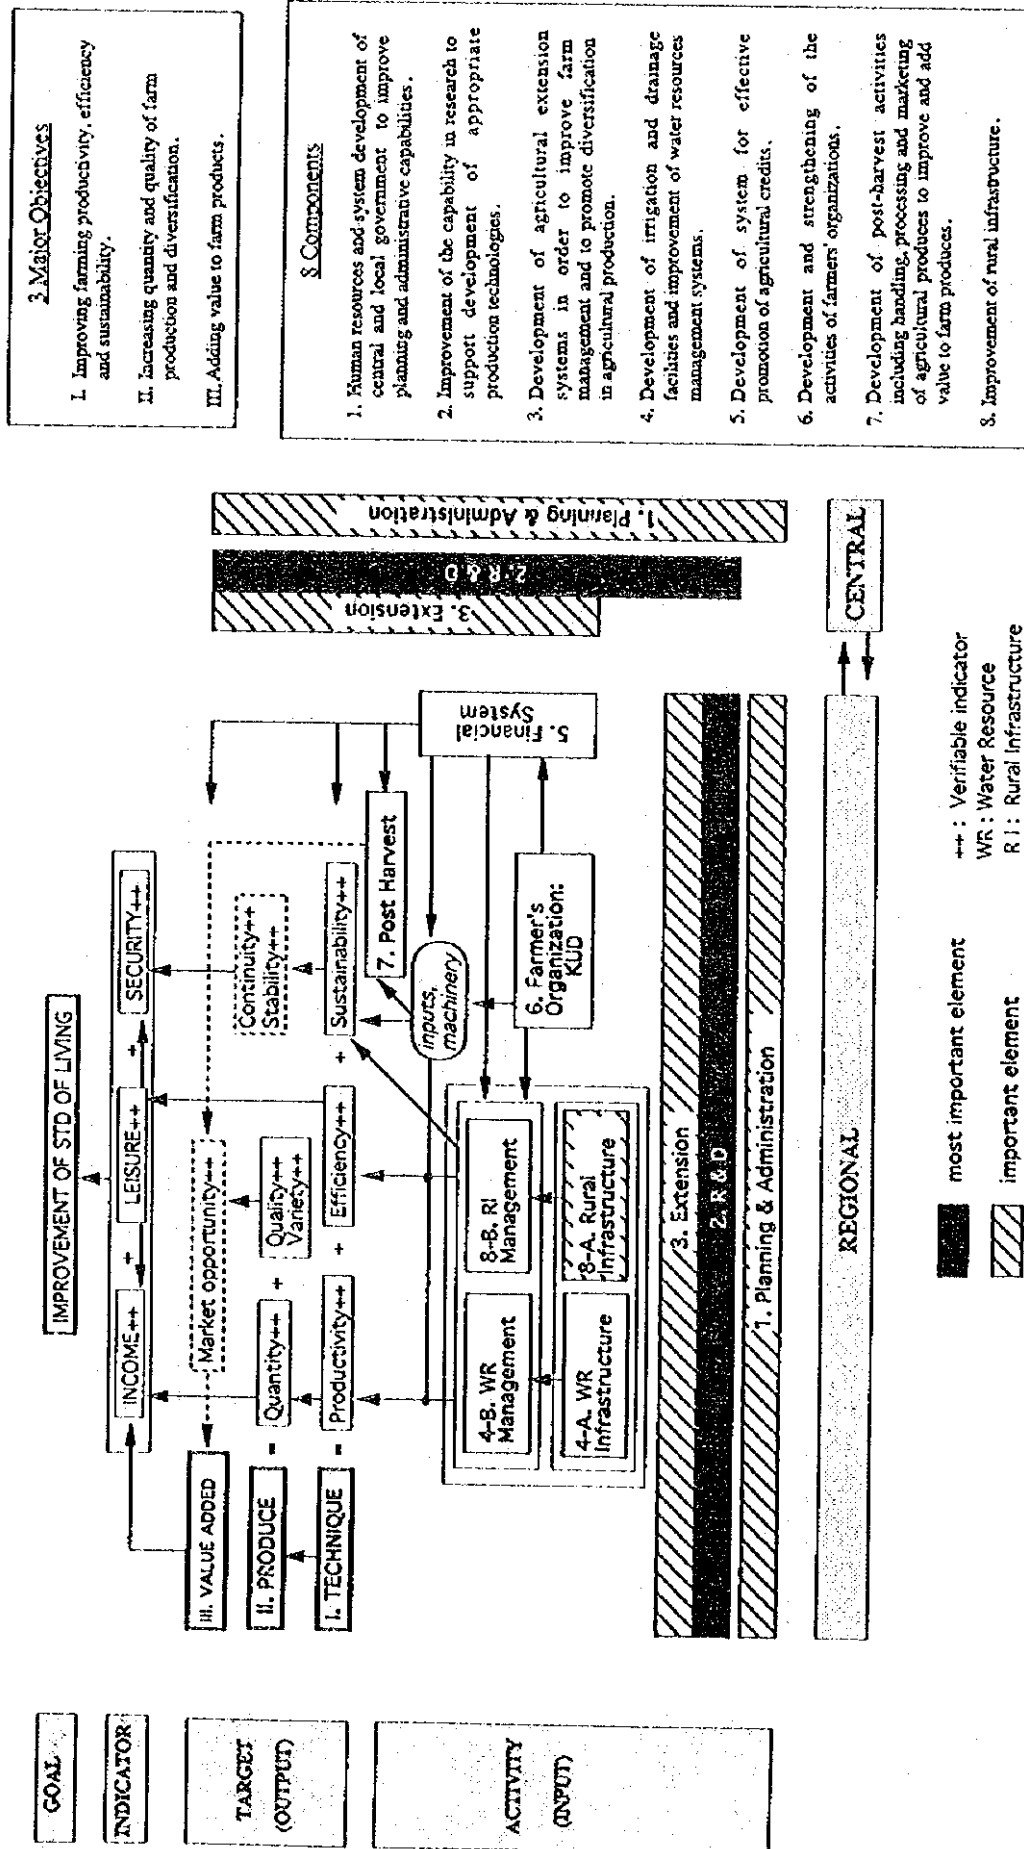 GOAL
INDICATOR
TARGET
(OUTPUT)
ACTIVITY
(INPUT)
IMPROVEMENT OF STD OF LIVING
INCOME++ + LEISURE++ + SECURITY++
III. VALUE ADDED
Market opportunity++
Continuity++
Stability++
II. PRODUCE = Quantity++ + Quality++
Variety++
I. TECHNIQUE = Productivity++ + Efficiency++ + Sustainability++
7. Post Harvest
inputs,
machinery
5. Financial
System
4-B. WR
Management
8-B. RI
Management
6. Farmer's
Organization:
KUD
4-A. WR
Infrastructure
8-A. Rural
Infrastructure
3. Extension
2. R & D
1. Planning & Administration
3. Extension
2. R & D
1. Planning & Administration
REGIONAL
CENTRAL
most important element
important element
++ : Verifiable indicator
WR : Water Resource
R I : Rural Infrastructure
3 Major Objectives
I. Improving farming productivity, efficiency
and sustainability.
II. Increasing quantity and quality of farm
production and diversification.
III. Adding value to farm products.
8 Components
1. Human resources and system development of
central and local government to improve
planning and administrative capabilities.
2. Improvement of the capability in research to
support development of appropriate
production technologies.
3. Development of agricultural extension
systems in order to improve farm
management and to promote diversification
in agricultural production.
4. Development of irrigation and drainage
facilities and improvement of water resources
management systems.
5. Development of system for effective
promotion of agricultural credits.
6. Development and strengthening of the
activities of farmers' organizations.
7. Development of post-harvest activities
including handling, processing and marketing
of agricultural produces to improve and add
value to farm produces.
8. Improvement of rural infrastructure.